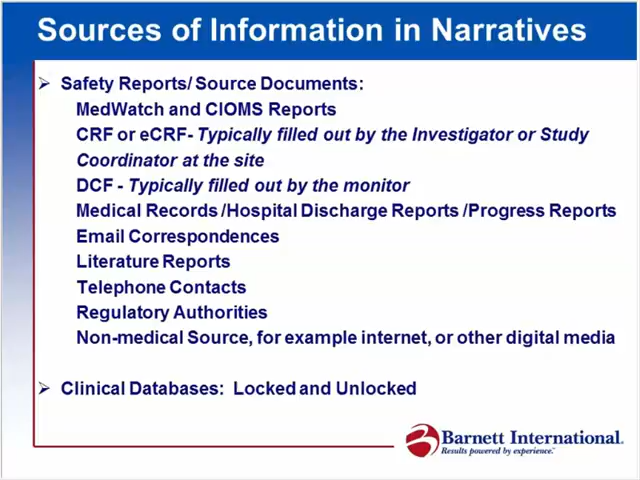 Sources of Information in Narratives
➢ Safety Reports/ Source Documents:
MedWatch and CIOMS Reports
CRF or eCRF- Typically filled out by the Investigator or Study
Coordinator at the site
DCF - Typically filled out by the monitor
Medical Records /Hospital Discharge Reports /Progress Reports
Email Correspondences
Literature Reports
Telephone Contacts
Regulatory Authorities
Non-medical Source, for example internet, or other digital media
➢ Clinical Databases: Locked and Unlocked
Barnett International.
Results powered by experience.™